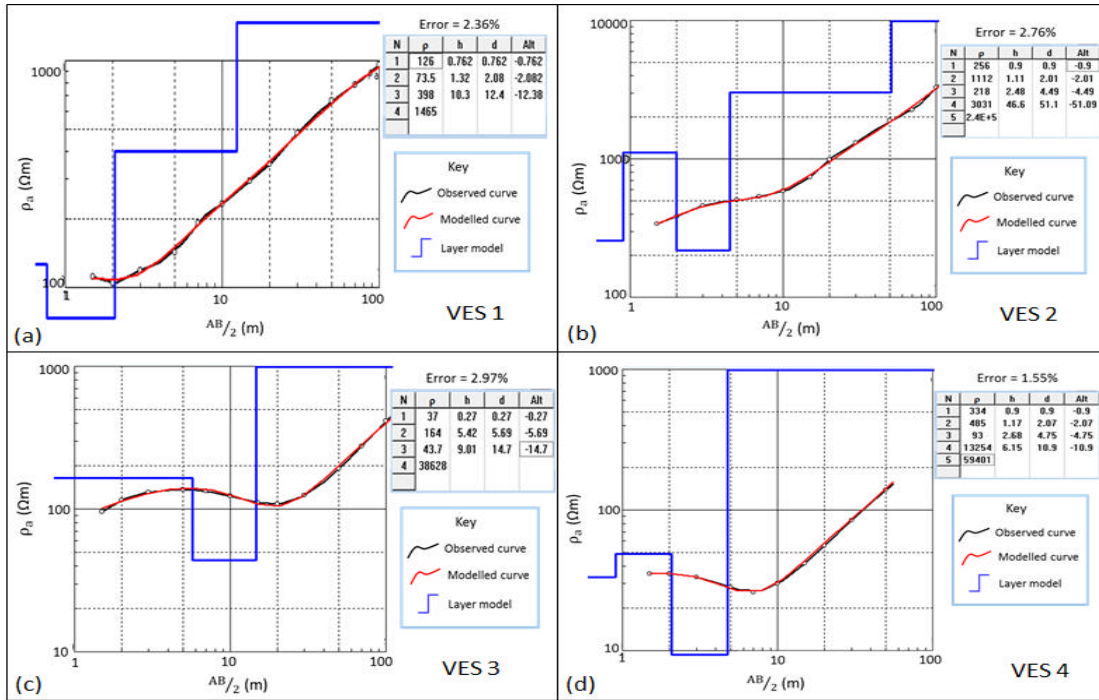 Error = 2.36%
N ρ h d Alt
1 126 0.762 0.762 -0.762
2 73.5 1.32 2.08 -2.082
3 398 10.3 12.4 -12.38
4 1465
Key
Observed curve
Modelled curve
Layer model
1000
100
ρa (Ωm)
1 10 100
AB/2 (m)
VES 1
(a)
Error = 2.76%
N ρ h d Alt
1 256 0.9 0.9 -0.9
2 1112 1.11 2.01 -2.01
3 218 2.48 4.49 -4.49
4 3031 46.6 51.1 -51.09
5 2.4E+5
Key
Observed curve
Modelled curve
Layer model
10000
1000
100
ρa (Ωm)
1 10 100
AB/2 (m)
VES 2
(b)
Error = 2.97%
N ρ h d Alt
1 37 0.27 0.27 -0.27
2 164 5.42 5.69 -5.69
3 43.7 9.01 14.7 -14.7
4 38628
Key
Observed curve
Modelled curve
Layer model
1000
100
10
ρa (Ωm)
1 10 100
AB/2 (m)
VES 3
(c)
Error = 1.55%
N ρ h d Alt
1 334 0.9 0.9 -0.9
2 485 1.17 2.07 -2.07
3 93 2.68 4.75 -4.75
4 13254 6.15 10.9 -10.9
5 59401
Key
Observed curve
Modelled curve
Layer model
1000
100
10
ρa (Ωm)
1 10 100
AB/2 (m)
VES 4
(d)